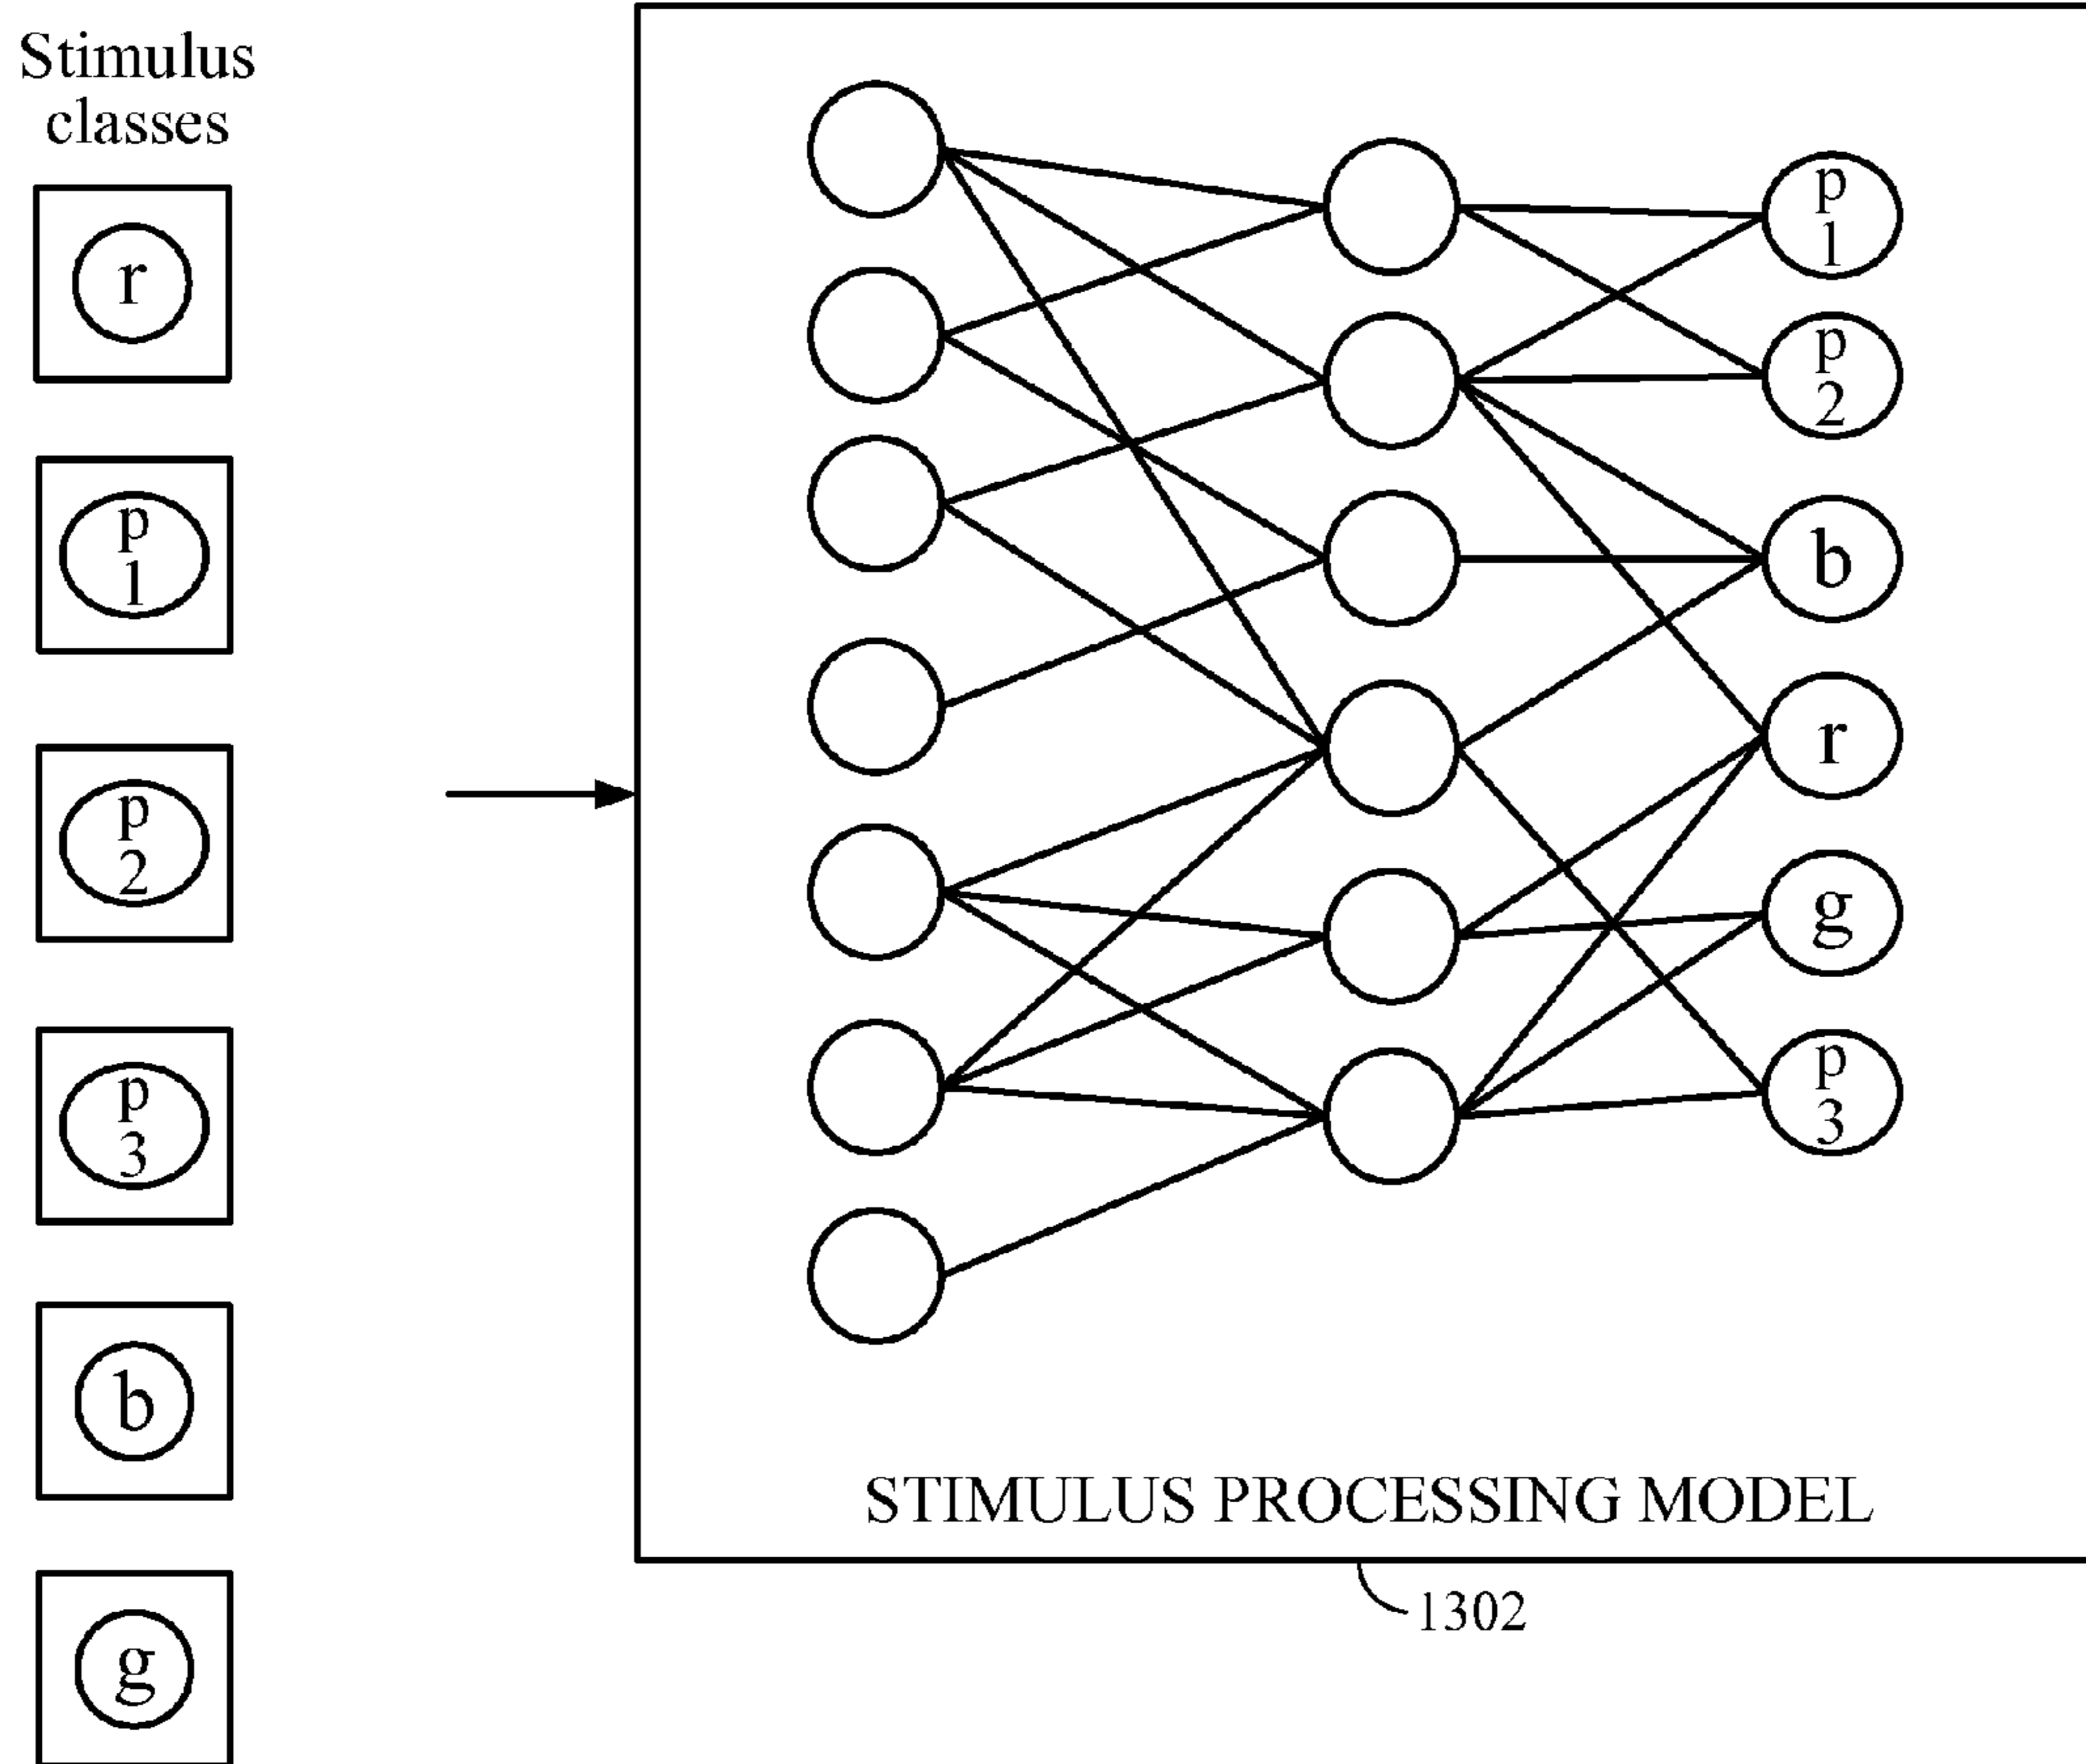 Stimulus
classes
r
p
1
p
2
p
3
b
g
p
1
p
2
b
r
g
p
3
STIMULUS PROCESSING MODEL
1302